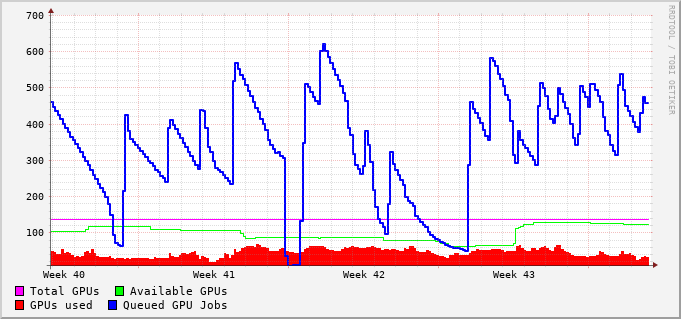 700
600
500
400
300
200
100
Week 40 Week 41 Week 42 Week 43
Total GPUs Available GPUs
GPUs used Queued GPU Jobs
RRDTOOL / TOBI OETIKER